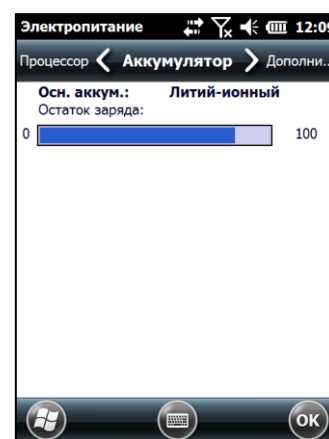 Электропитание 12:09
Процессор Аккумулятор Дополни...
Осн. аккум.: Литий-ионный
Остаток заряда:
0 100
OK